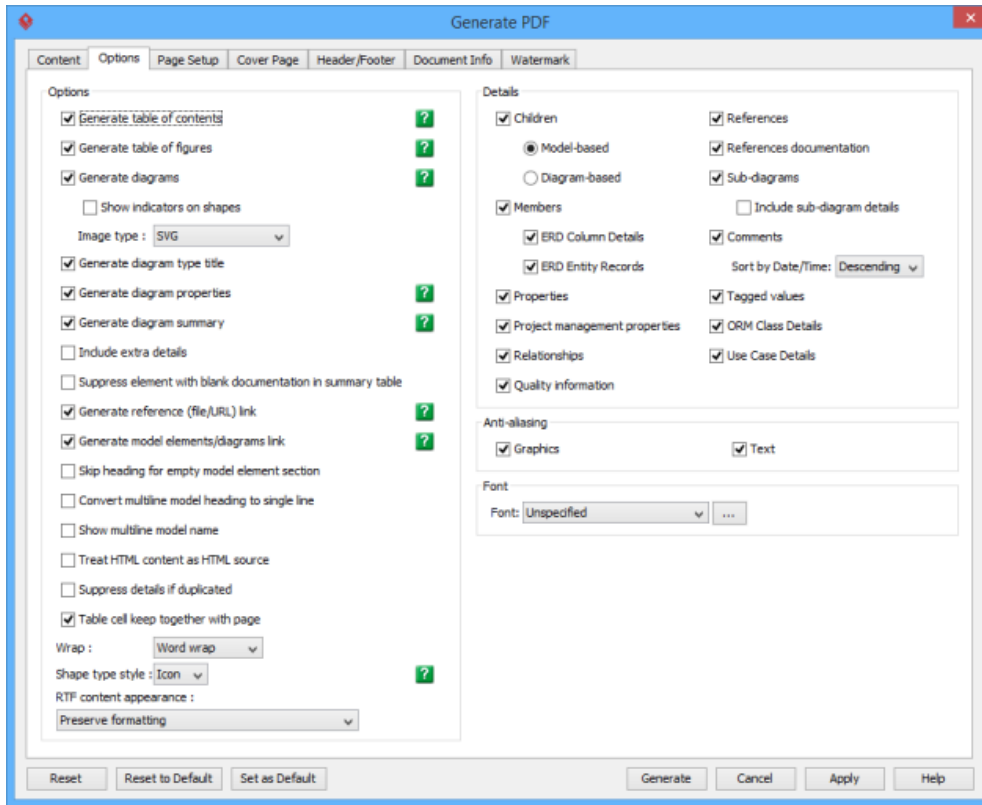 Generate PDF
Content Options Page Setup Cover Page Header/Footer Document Info Watermark
Options
Generate table of contents ?
Generate table of figures ?
Generate diagrams ?
Show indicators on shapes
Image type : SVG
Generate diagram type title
Generate diagram properties ?
Generate diagram summary ?
Include extra details
Suppress element with blank documentation in summary table
Generate reference (file/URL) link ?
Generate model elements/diagrams link ?
Skip heading for empty model element section
Convert multiline model heading to single line
Show multiline model name
Treat HTML content as HTML source
Suppress details if duplicated
Table cell keep together with page
Wrap : Word wrap
Shape type style : Icon ?
RTF content appearance :
Preserve formatting
Details
Children References
Model-based References documentation
Diagram-based Sub-diagrams
Members Include sub-diagram details
ERD Column Details Comments
ERD Entity Records Sort by Date/Time: Descending
Properties Tagged values
Project management properties ORM Class Details
Relationships Use Case Details
Quality information
Anti-aliasing
Graphics Text
Font
Font: Unspecified ...
Reset Reset to Default Set as Default Generate Cancel Apply Help